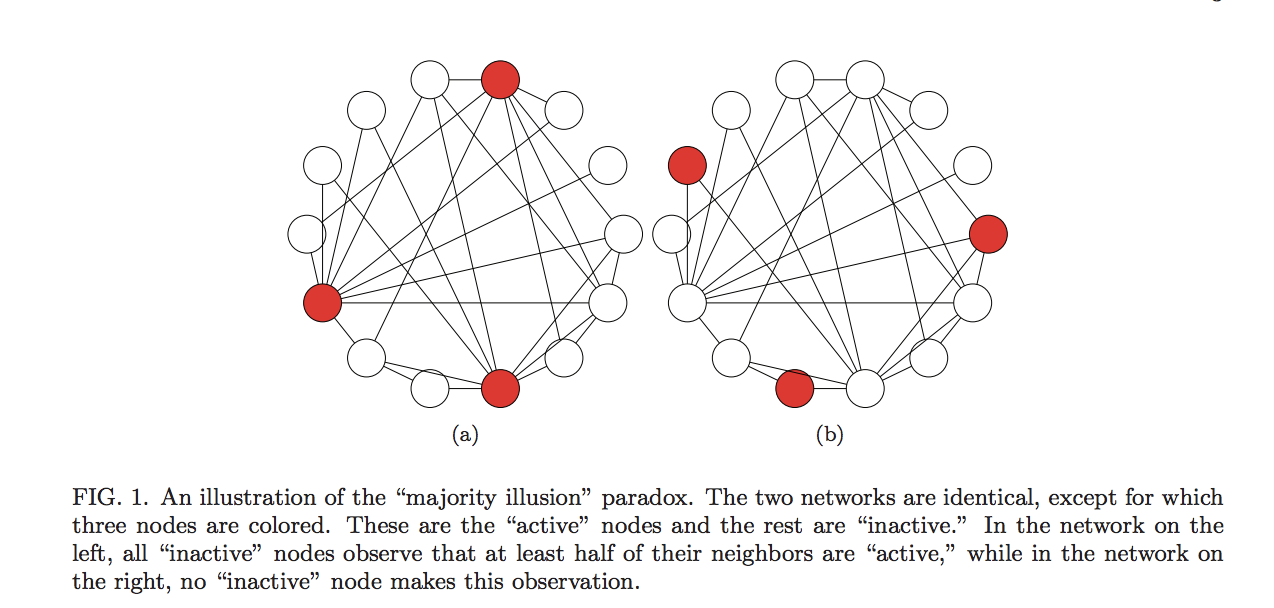 (a)
(b)
FIG. 1. An illustration of the “majority illusion” paradox. The two networks are identical, except for which
three nodes are colored. These are the “active” nodes and the rest are “inactive.” In the network on the
left, all “inactive” nodes observe that at least half of their neighbors are “active,” while in the network on
the right, no “inactive” node makes this observation.